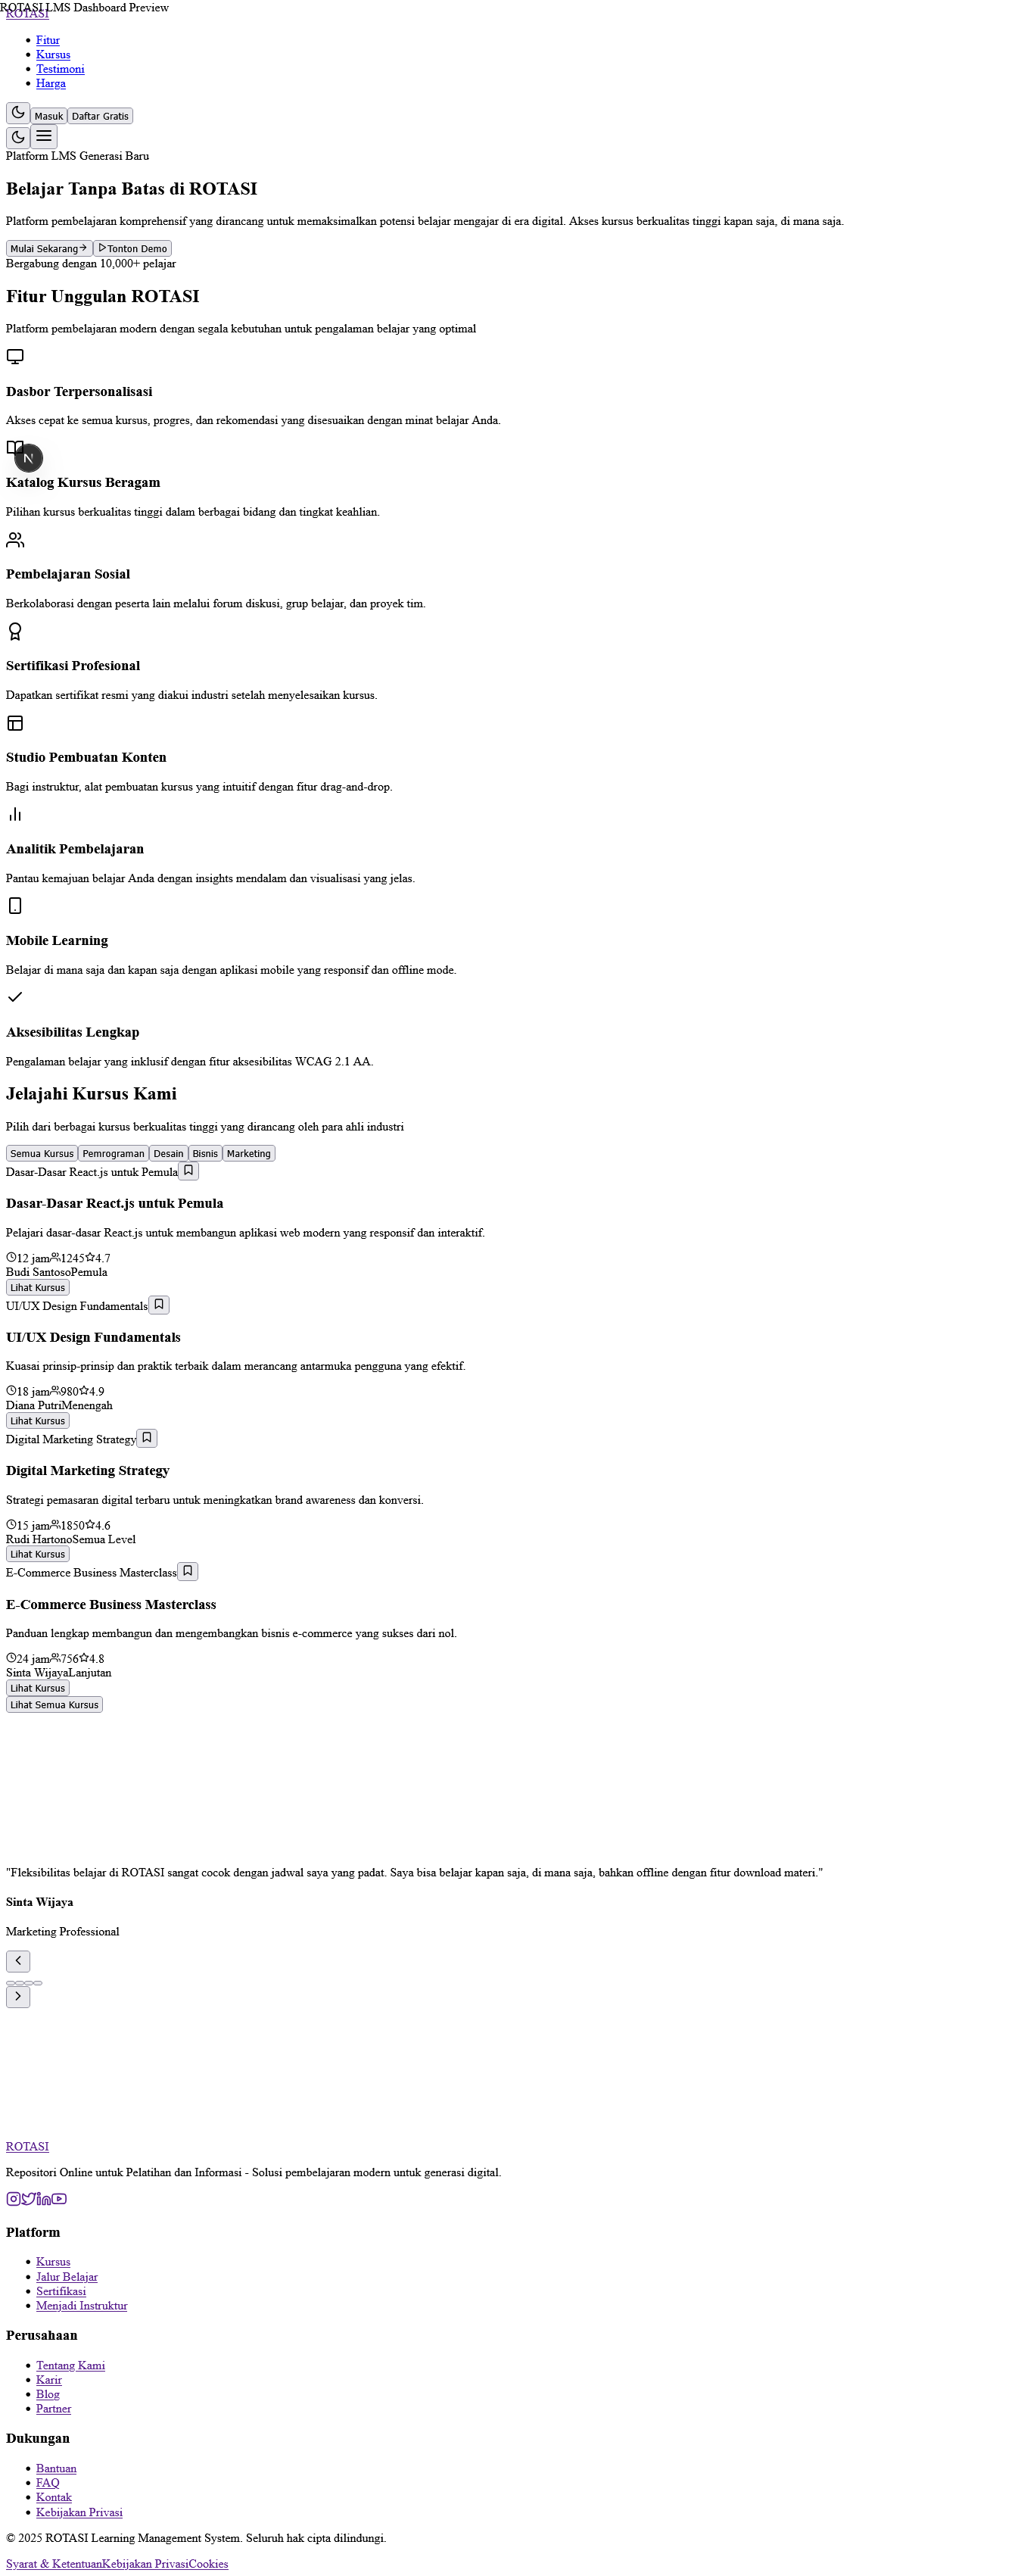 ROTASI LMS Dashboard Preview
ROTASI
Fitur
Kursus
Testimoni
Harga
Masuk Daftar Gratis
Platform LMS Generasi Baru
Belajar Tanpa Batas di ROTASI
Platform pembelajaran komprehensif yang dirancang untuk memaksimalkan potensi belajar mengajar di era digital. Akses kursus berkualitas tinggi kapan saja, di mana saja.
Mulai Sekarang Tonton Demo
Bergabung dengan 10,000+ pelajar
Fitur Unggulan ROTASI
Platform pembelajaran modern dengan segala kebutuhan untuk pengalaman belajar yang optimal
Dasbor Terpersonalisasi
Akses cepat ke semua kursus, progres, dan rekomendasi yang disesuaikan dengan minat belajar Anda.
N
Katalog Kursus Beragam
Pilihan kursus berkualitas tinggi dalam berbagai bidang dan tingkat keahlian.
Pembelajaran Sosial
Berkolaborasi dengan peserta lain melalui forum diskusi, grup belajar, dan proyek tim.
Sertifikasi Profesional
Dapatkan sertifikat resmi yang diakui industri setelah menyelesaikan kursus.
Studio Pembuatan Konten
Bagi instruktur, alat pembuatan kursus yang intuitif dengan fitur drag-and-drop.
Analitik Pembelajaran
Pantau kemajuan belajar Anda dengan insights mendalam dan visualisasi yang jelas.
Mobile Learning
Belajar di mana saja dan kapan saja dengan aplikasi mobile yang responsif dan offline mode.
Aksesibilitas Lengkap
Pengalaman belajar yang inklusif dengan fitur aksesibilitas WCAG 2.1 AA.
Jelajahi Kursus Kami
Pilih dari berbagai kursus berkualitas tinggi yang dirancang oleh para ahli industri
Semua Kursus Pemrograman Desain Bisnis Marketing
Dasar-Dasar React.js untuk Pemula
Dasar-Dasar React.js untuk Pemula
Pelajari dasar-dasar React.js untuk membangun aplikasi web modern yang responsif dan interaktif.
12 jam 1245 4.7
Budi SantosoPemula
Lihat Kursus
UI/UX Design Fundamentals
UI/UX Design Fundamentals
Kuasai prinsip-prinsip dan praktik terbaik dalam merancang antarmuka pengguna yang efektif.
18 jam 980 4.9
Diana PutriMenengah
Lihat Kursus
Digital Marketing Strategy
Digital Marketing Strategy
Strategi pemasaran digital terbaru untuk meningkatkan brand awareness dan konversi.
15 jam 1850 4.6
Rudi HartonoSemua Level
Lihat Kursus
E-Commerce Business Masterclass
E-Commerce Business Masterclass
Panduan lengkap membangun dan mengembangkan bisnis e-commerce yang sukses dari nol.
24 jam 756 4.8
Sinta WijayaLanjutan
Lihat Kursus
Lihat Semua Kursus
"Fleksibilitas belajar di ROTASI sangat cocok dengan jadwal saya yang padat. Saya bisa belajar kapan saja, di mana saja, bahkan offline dengan fitur download materi."
Sinta Wijaya
Marketing Professional
ROTASI
Repositori Online untuk Pelatihan dan Informasi - Solusi pembelajaran modern untuk generasi digital.
Platform
Kursus
Jalur Belajar
Sertifikasi
Menjadi Instruktur
Perusahaan
Tentang Kami
Karir
Blog
Partner
Dukungan
Bantuan
FAQ
Kontak
Kebijakan Privasi
© 2025 ROTASI Learning Management System. Seluruh hak cipta dilindungi.
Syarat & KetentuanKebijakan PrivasiCookies